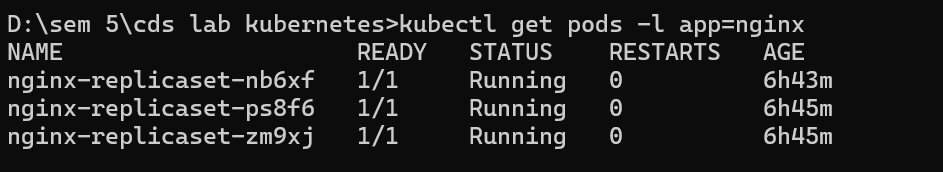 D:\sem 5\cds lab kubernetes>kubectl get pods -l app=nginx
NAME READY STATUS RESTARTS AGE
nginx-replicaset-nb6xf 1/1 Running 0 6h43m
nginx-replicaset-ps8f6 1/1 Running 0 6h45m
nginx-replicaset-zm9xj 1/1 Running 0 6h45m